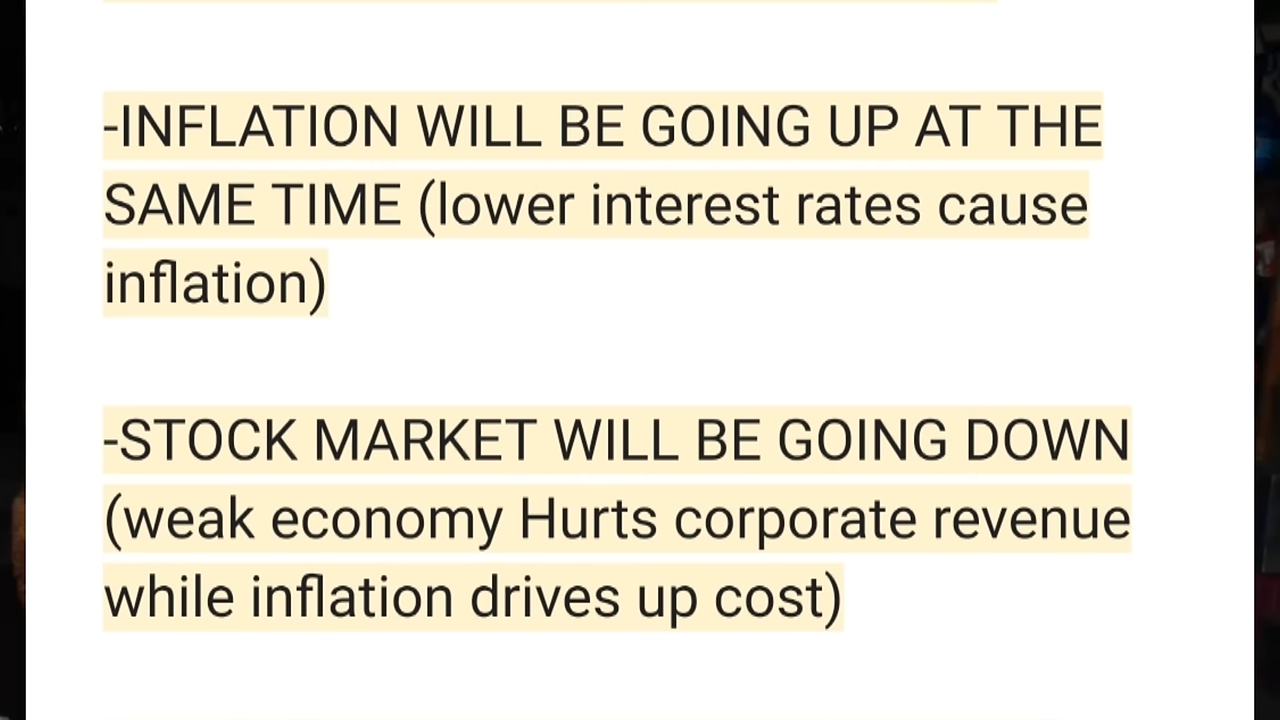 -INFLATION WILL BE GOING UP AT THE
SAME TIME (lower interest rates cause
inflation)
-STOCK MARKET WILL BE GOING DOWN
(weak economy Hurts corporate revenue
while inflation drives up cost)